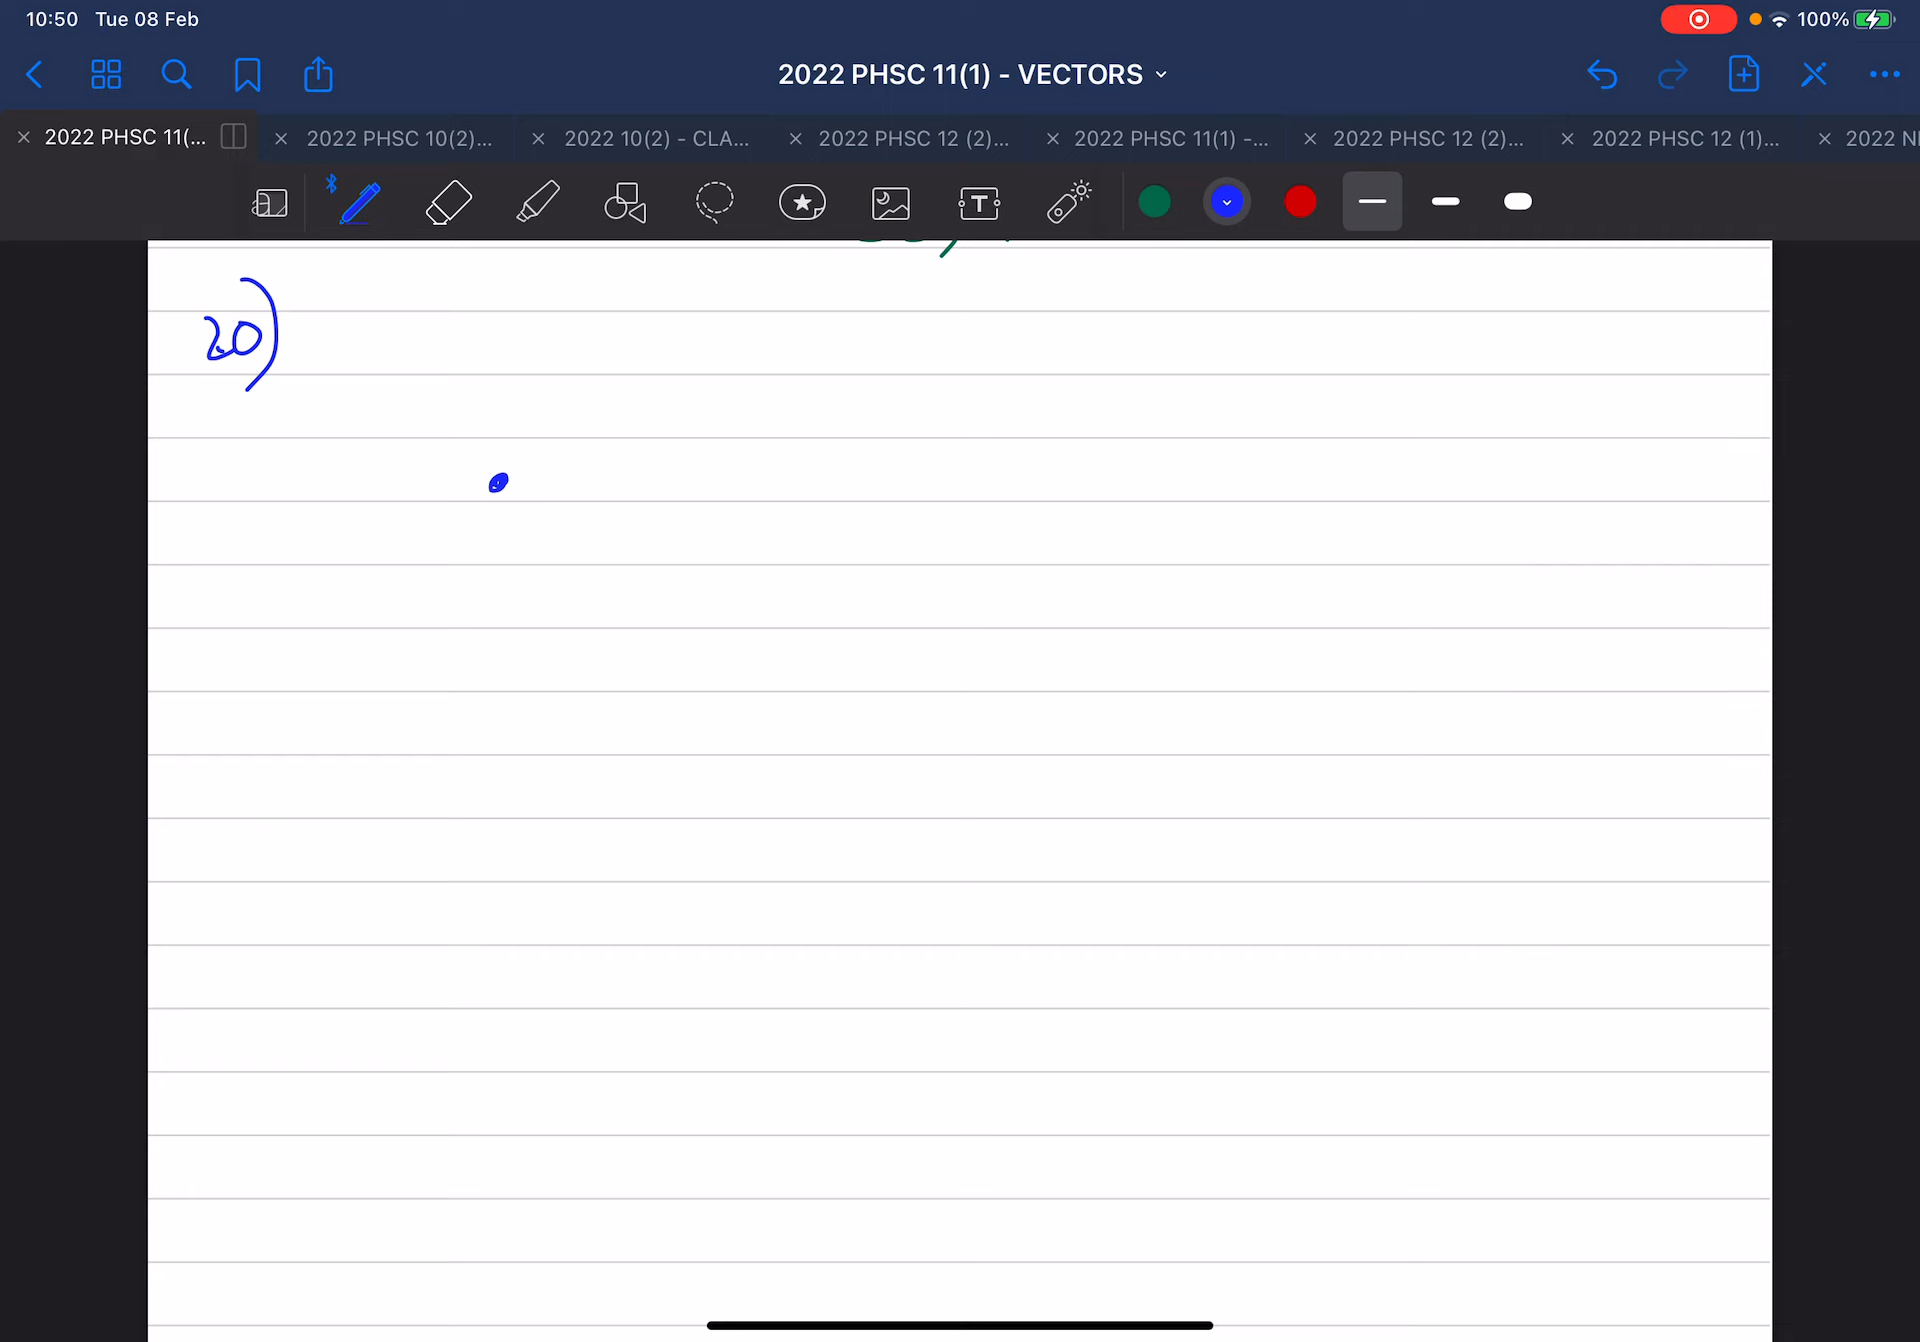 10:50 Tue 08 Feb 100%
2022 PHSC 11(1) - VECTORS
2022 PHSC 11(... 2022 PHSC 10(2)... 2022 10(2) - CLA... 2022 PHSC 12 (2)... 2022 PHSC 11(1) -... 2022 PHSC 12 (2)... 2022 PHSC 12 (1)... 2022 N
20)